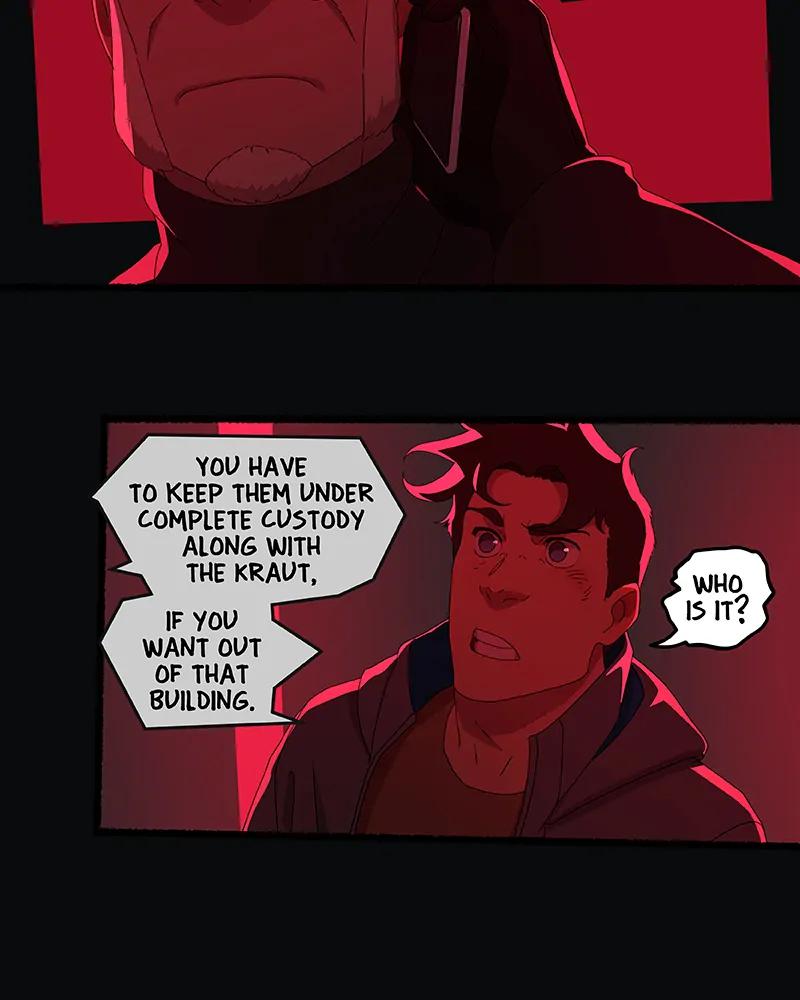 YOU HAVE
TO KEEP THEM UNDER
COMPLETE CUSTODY
ALONG WITH
THE KRAUT,
IF YOU
WANT OUT
OF THAT
BUILDING.
WHO
IS IT?